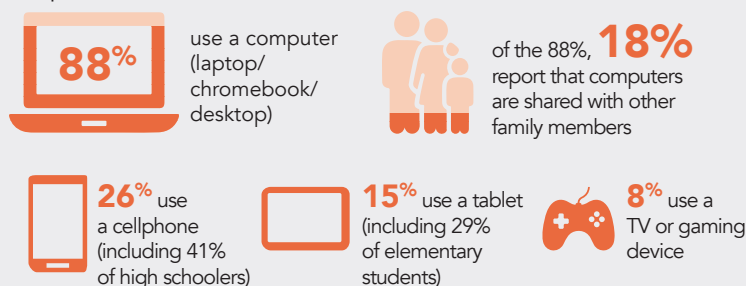 88%
use a computer
(laptop/
chromebook/
desktop)
of the 88%, 18%
report that computers
are shared with other
family members
26% use
a cellphone
(including 41%
of high schoolers)
15% use a tablet
(including 29%
of elementary
students)
8% use a
TV or gaming
device